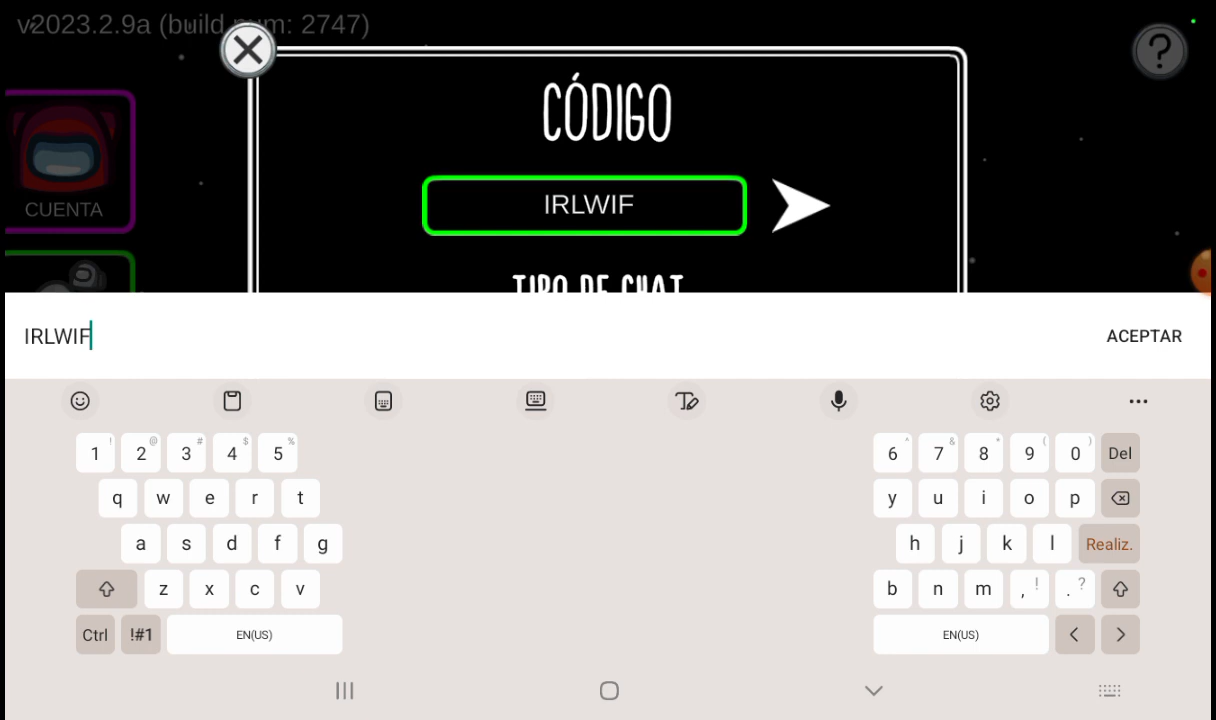 v2023.2.9a (build num: 2747)
?
CÓDIGO
IRLWIF
CUENTA
TIPO DE CHAT
IRLWIF
ACEPTAR
1 ! 2 @ 3 # 4 $ 5 % 6 ^ 7 & 8 * 9 ( 0 ) Del
q w e r t y u i o p
a s d f g h j k l Realiz.
z x c v b n m , ! . ?
Ctrl !#1 EN(US) EN(US) < >